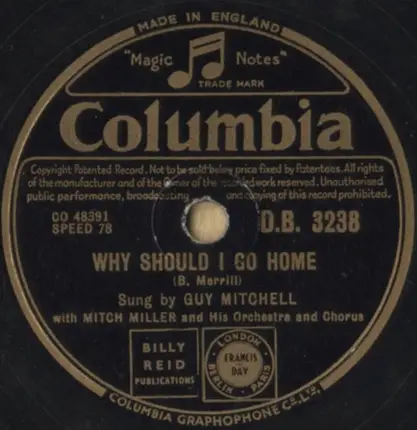 MADE IN ENGLAND
"Magic Notes"
TRADE MARK
Columbia
Copyright Patented Record. Not to be sold below price fixed by Patentees. All rights
of the manufacturer and of the owner of the recorded work reserved. Unauthorised
public performance, broadcasting and copying of this record prohibited.
CO 48391
SPEED 78
D.B. 3238
WHY SHOULD I GO HOME
(B. Merrill)
Sung by GUY MITCHELL
with MITCH MILLER and His Orchestra and Chorus
BILLY
REID
PUBLICATIONS
LONDON
FRANCIS
DAY
BERLIN PARIS
COLUMBIA GRAPHOPHONE Co. LTD.